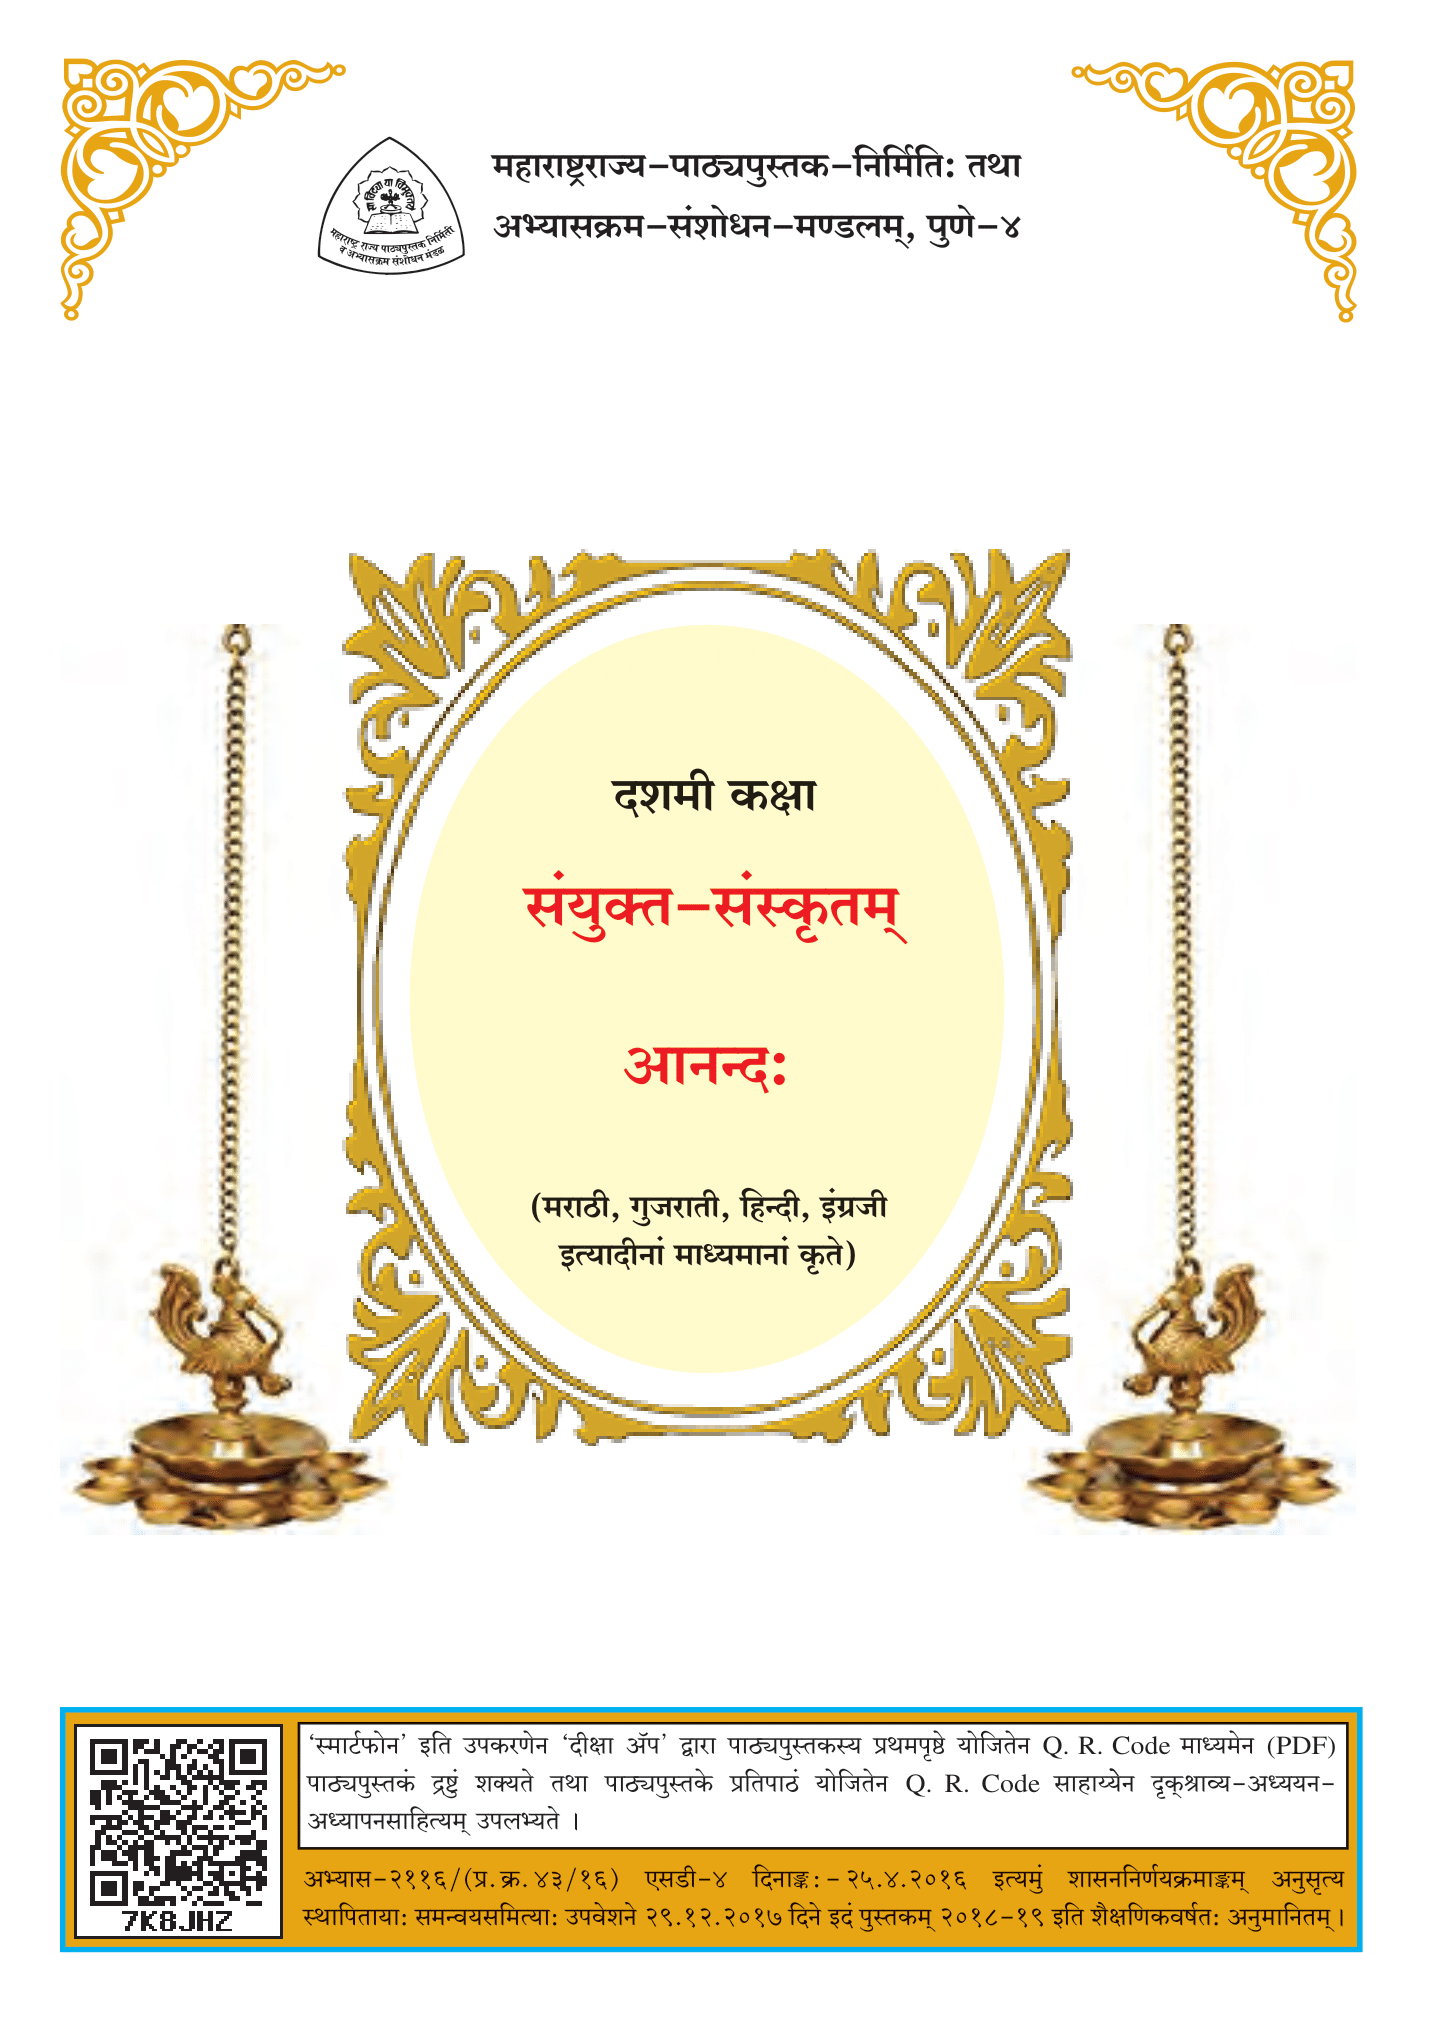 महाराष्ट्रराज्य-पाठ्यपुस्तक-निर्मितिः तथा
अभ्यासक्रम-संशोधन-मण्डलम्, पुणे-४
सा विद्या या विमुक्तये
महाराष्ट्र राज्य पाठ्यपुस्तक निर्मिती
व अभ्यासक्रम संशोधन मंडळ
दशमी कक्षा
संयुक्त-संस्कृतम्
आनन्दः
(मराठी, गुजराती, हिन्दी, इंग्रजी
इत्यादीनां माध्यमानां कृते)
‘स्मार्टफोन’ इति उपकरणेन ‘दीक्षा ॲप’ द्वारा पाठ्यपुस्तकस्य प्रथमपृष्ठे योजितेन Q. R. Code माध्यमेन (PDF)
पाठ्यपुस्तकं द्रष्टुं शक्यते तथा पाठ्यपुस्तके प्रतिपाठं योजितेन Q. R. Code साहाय्येन दृक्श्राव्य-अध्ययन-
अध्यापनसाहित्यम् उपलभ्यते ।
7K8JHZ
अभ्यास-२११६/(प्र.क्र.४३/१६) एसडी-४ दिनाङ्कः-२५.४.२०१६ इत्यमुं शासननिर्णयक्रमाङ्कम् अनुसृत्य
स्थापितायाः समन्वयसमित्याः उपवेशने २९.१२.२०१७ दिने इदं पुस्तकम् २०१८-१९ इति शैक्षणिकवर्षतः अनुमानितम्।